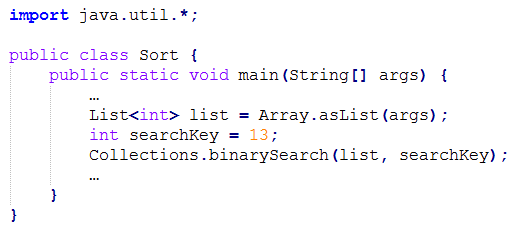 import java.util.*;
public class Sort {
public static void main(String[] args) {
…
List<int> list = Array.asList(args);
int searchKey = 13;
Collections.binarySearch(list, searchKey);
…
}
}